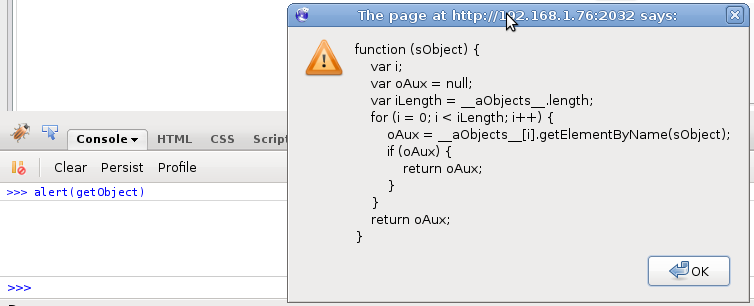 The page at http://192.168.1.76:2032 says:
function (sObject) {
var i;
var oAux = null;
var iLength = __aObjects__.length;
for (i = 0; i < iLength; i++) {
oAux = __aObjects__[i].getElementByName(sObject);
if (oAux) {
return oAux;
}
}
return oAux;
}
OK
Console HTML CSS Script
Clear Persist Profile
>>> alert(getObject)
>>>